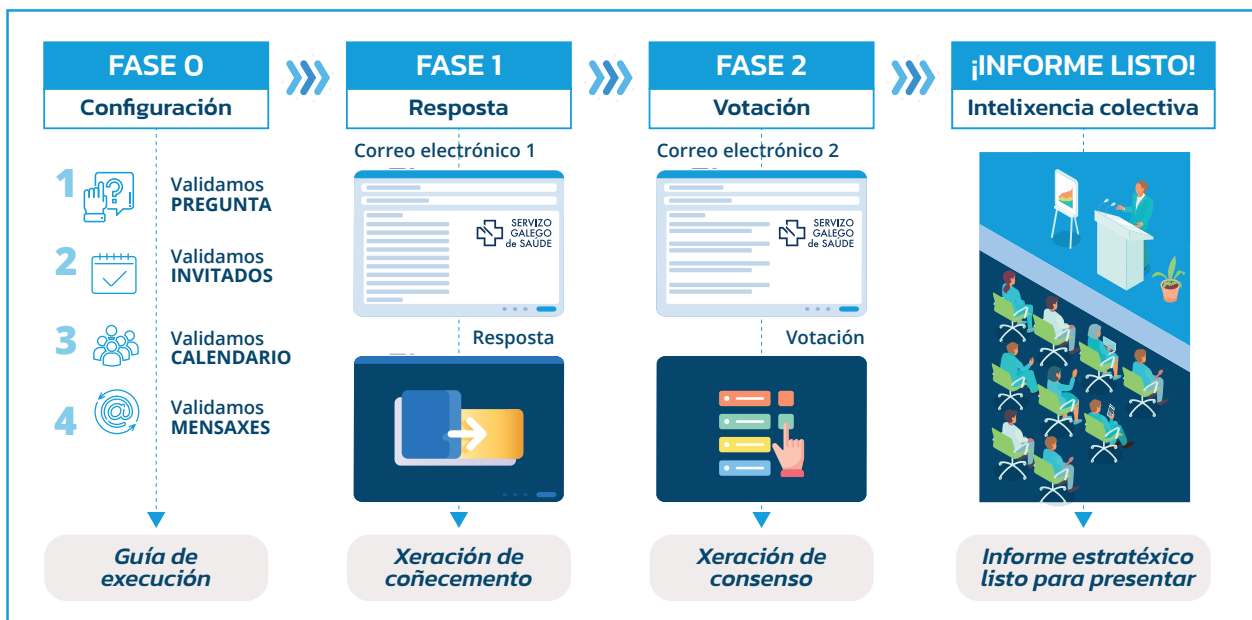 FASE 0
Configuración
1
Validamos
PREGUNTA
2
Validamos
INVITADOS
3
Validamos
CALENDARIO
4
Validamos
MENSAXES
Guía de
execución
FASE 1
Resposta
Correo electrónico 1
SERVIZO
GALEGO
de SAÚDE
Resposta
Xeración de
coñecemento
FASE 2
Votación
Correo electrónico 2
SERVIZO
GALEGO
de SAÚDE
Votación
Xeración de
consenso
¡INFORME LISTO!
Intelixencia colectiva
Informe estratéxico
listo para presentar